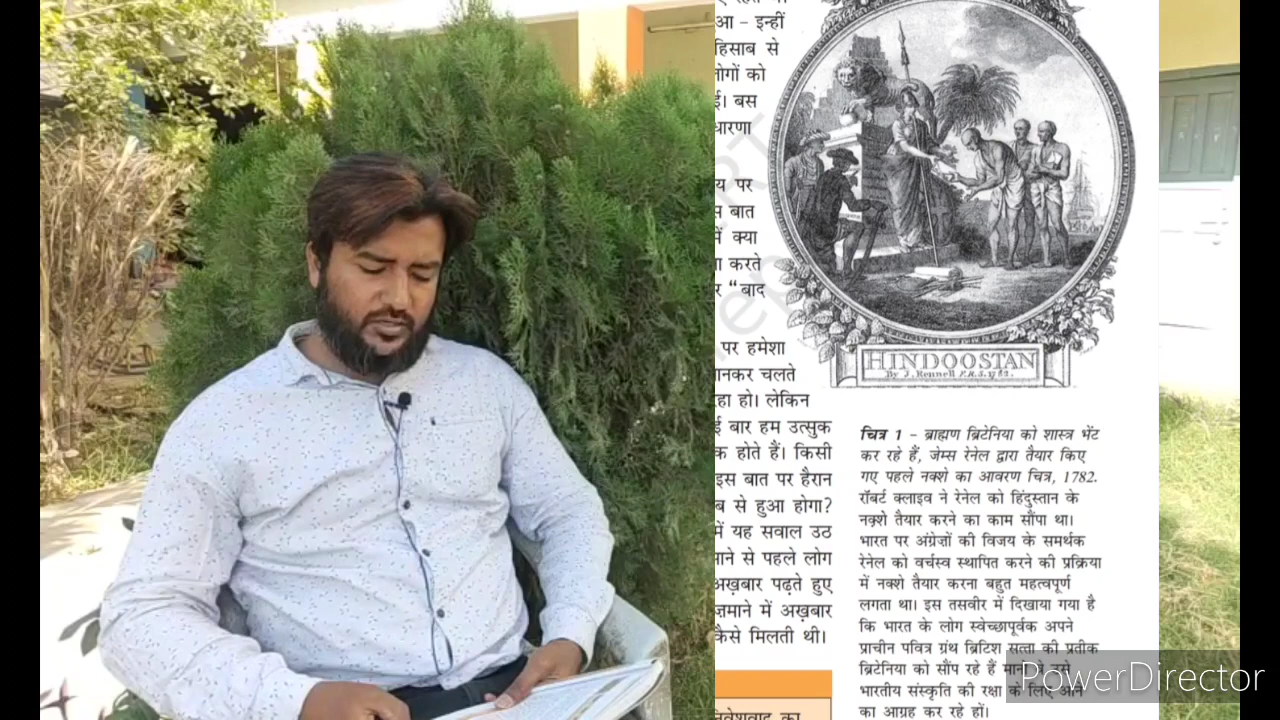 आ – इन्हीं
हिसाब से
को
बस
पर
बात
क्या
करते
“बाद
पर हमेशा
चलते
हो। लेकिन
बार हम उत्सुक
होते हैं। किसी
इस बात पर हैरान
से हुआ होगा?
यह सवाल उठ
से पहले लोग
अख़बार पढ़ते हुए
ज़माने में अख़बार
कैसे मिलती थी।
HINDOOSTAN
By J. Rennell F.R.S. 1782.
चित्र 1 – ब्राह्मण ब्रिटेनिया को शास्त्र भेंट
कर रहे हैं, जेम्स रेनेल द्वारा तैयार किए
गए पहले नक्शे का आवरण चित्र, 1782.
रॉबर्ट क्लाइव ने रेनेल को हिंदुस्तान के
नक़्शे तैयार करने का काम सौंपा था।
भारत पर अंग्रेज़ों की विजय के समर्थक
रेनेल को वर्चस्व स्थापित करने की प्रक्रिया
में नक्शे तैयार करना बहुत महत्वपूर्ण
लगता था। इस तसवीर में दिखाया गया है
कि भारत के लोग स्वेच्छापूर्वक अपने
प्राचीन पवित्र ग्रंथ ब्रिटिश सत्ता की प्रतीक
ब्रिटेनिया को सौंप रहे हैं मानो वे उसे
भारतीय संस्कृति की रक्षा के लिए आने
का आग्रह कर रहे हों।
PowerDirector